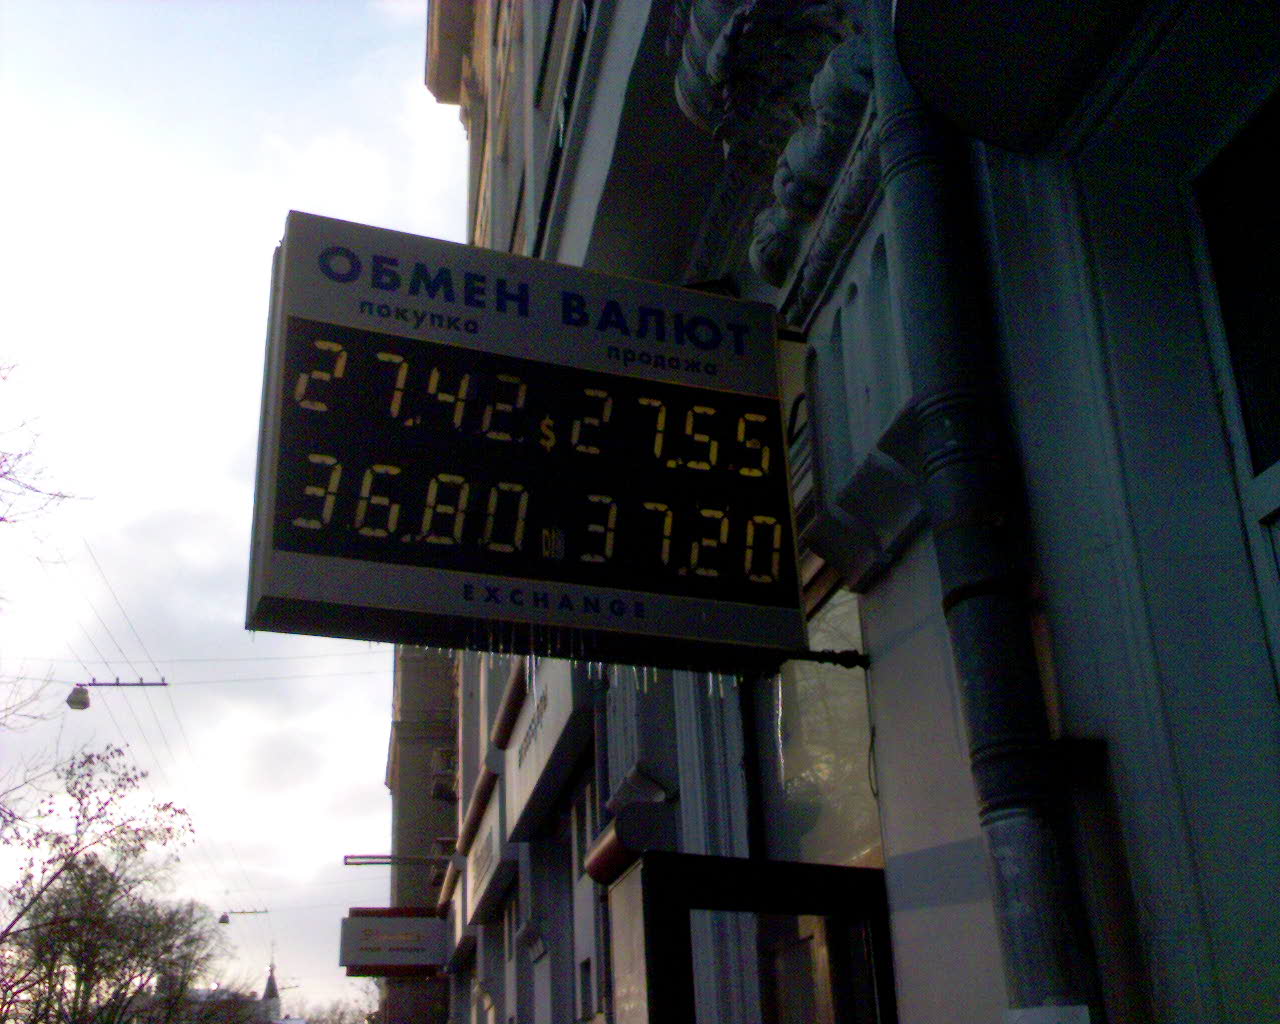 ОБМЕН ВАЛЮТ
покупка продажа
27.42 $ 27.55
36.80 37.20
EXCHANGE